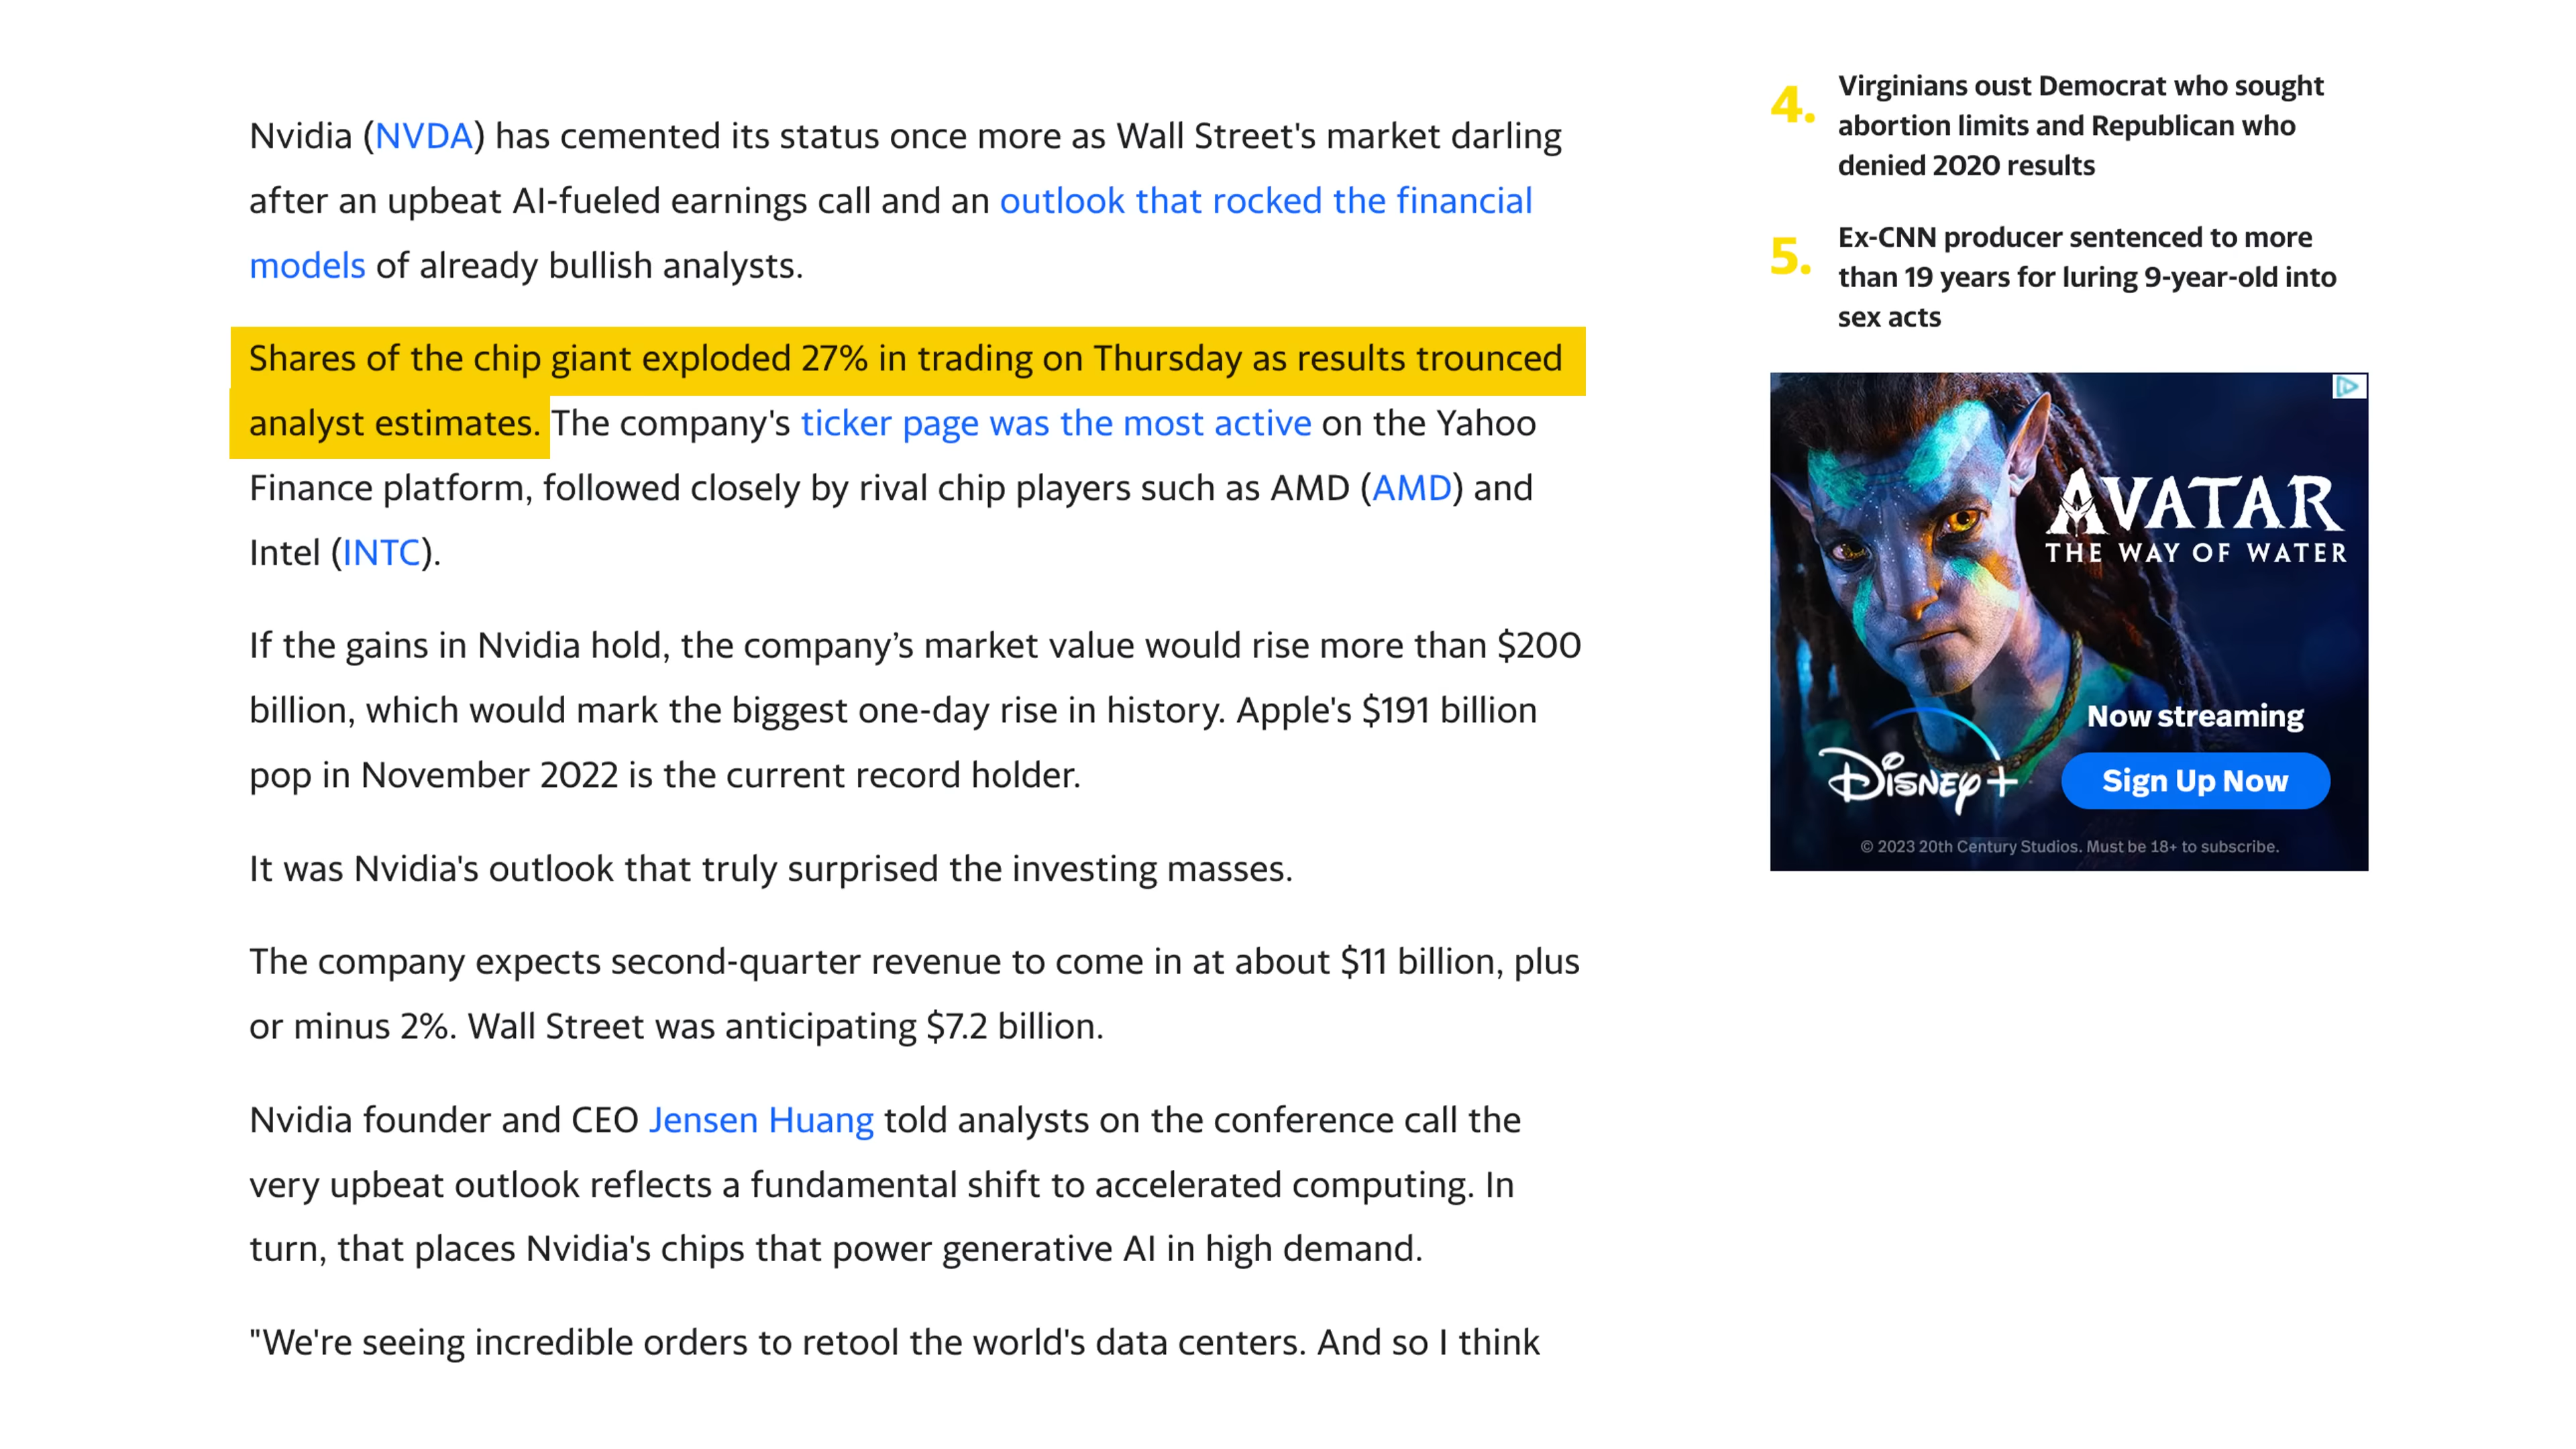 Nvidia (NVDA) has cemented its status once more as Wall Street's market darling
after an upbeat AI-fueled earnings call and an outlook that rocked the financial
models of already bullish analysts.
Shares of the chip giant exploded 27% in trading on Thursday as results trounced
analyst estimates. The company's ticker page was the most active on the Yahoo
Finance platform, followed closely by rival chip players such as AMD (AMD) and
Intel (INTC).
If the gains in Nvidia hold, the company’s market value would rise more than $200
billion, which would mark the biggest one-day rise in history. Apple's $191 billion
pop in November 2022 is the current record holder.
It was Nvidia's outlook that truly surprised the investing masses.
The company expects second-quarter revenue to come in at about $11 billion, plus
or minus 2%. Wall Street was anticipating $7.2 billion.
Nvidia founder and CEO Jensen Huang told analysts on the conference call the
very upbeat outlook reflects a fundamental shift to accelerated computing. In
turn, that places Nvidia's chips that power generative AI in high demand.
"We're seeing incredible orders to retool the world's data centers. And so I think
4. Virginians oust Democrat who sought
abortion limits and Republican who
denied 2020 results
5. Ex-CNN producer sentenced to more
than 19 years for luring 9-year-old into
sex acts
AVATAR
THE WAY OF WATER
Now streaming
Disney+
Sign Up Now
© 2023 20th Century Studios. Must be 18+ to subscribe.